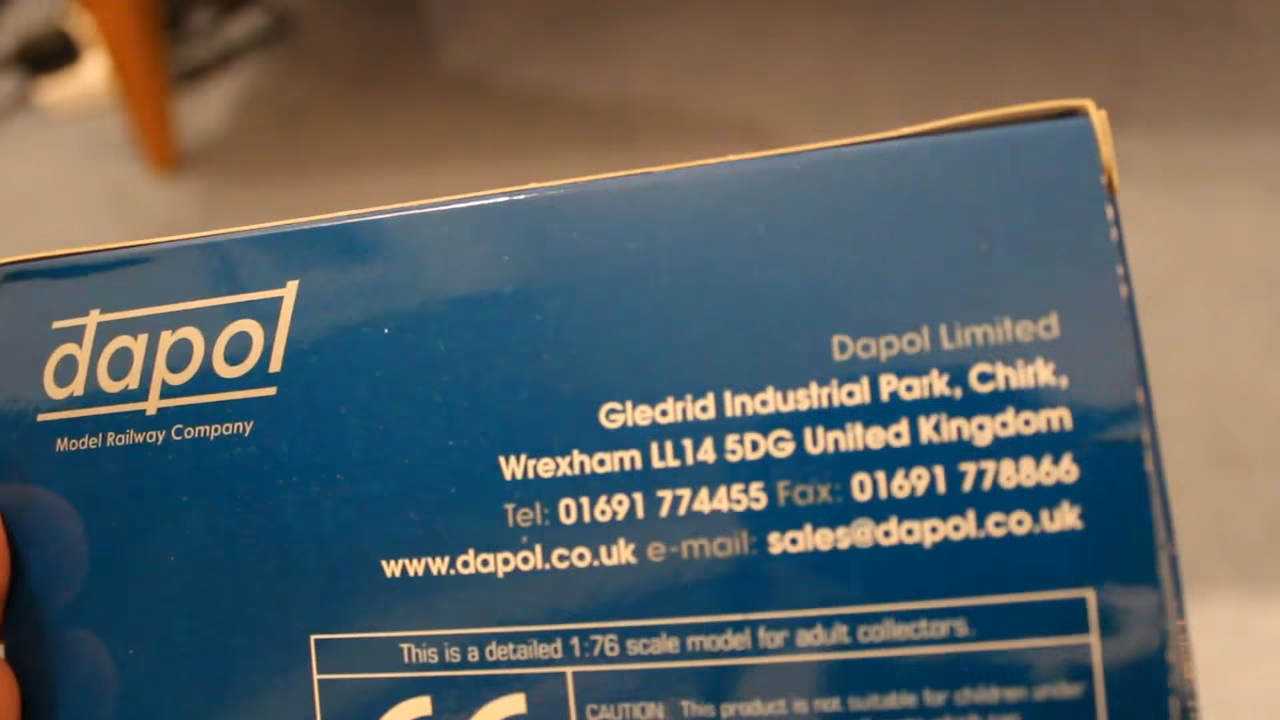 dapol
Model Railway Company
Dapol Limited
Gledrid Industrial Park, Chirk,
Wrexham LL14 5DG United Kingdom
Tel: 01691 774455 Fax: 01691 778866
www.dapol.co.uk e-mail: sales@dapol.co.uk
This is a detailed 1:76 scale model for adult collectors.
CE
CAUTION: This product is not suitable for children under